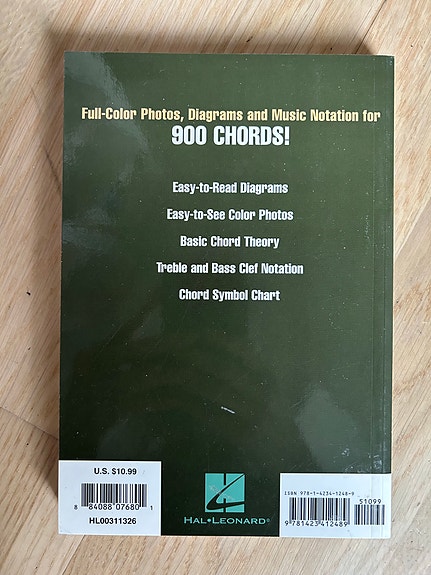 Full-Color Photos, Diagrams and Music Notation for
900 CHORDS!
Easy-to-Read Diagrams
Easy-to-See Color Photos
Basic Chord Theory
Treble and Bass Clef Notation
Chord Symbol Chart
U.S. $10.99
8 84088 07680 1
HL00311326
HAL•LEONARD®
ISBN 978-1-4234-1248-9
51099
9 781423 412489